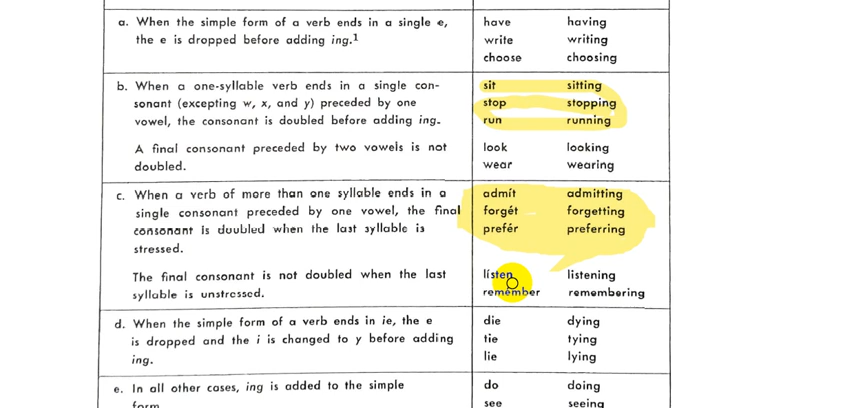 a. When the simple form of a verb ends in a single e, have having
the e is dropped before adding ing.¹ write writing
choose choosing
b. When a one-syllable verb ends in a single con- sit sitting
sonant (excepting w, x, and y) preceded by one stop stopping
vowel, the consonant is doubled before adding ing. run running
A final consonant preceded by two vowels is not look looking
doubled. wear wearing
c. When a verb of more than one syllable ends in a admít admitting
single consonant preceded by one vowel, the final forgét forgetting
consonant is doubled when the last syllable is prefér preferring
stressed.
The final consonant is not doubled when the last lísten listening
syllable is unstressed. remémber remembering
d. When the simple form of a verb ends in ie, the e die dying
is dropped and the i is changed to y before adding tie tying
ing. lie lying
e. In all other cases, ing is added to the simple do doing
form. see seeing